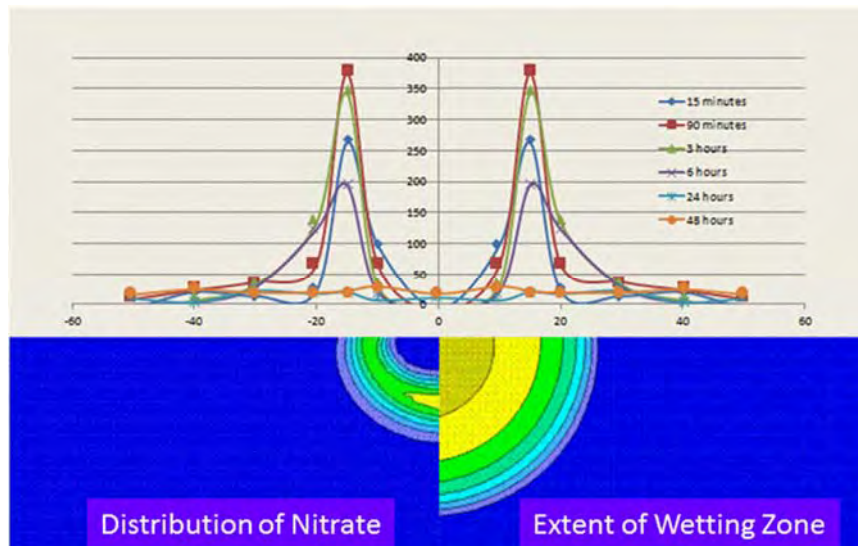 400
350
300
250
200
150
100
50
0
-60
-40
-20
0
20
40
60
15 minutes
90 minutes
3 hours
6 hours
24 hours
48 hours
Distribution of Nitrate
Extent of Wetting Zone